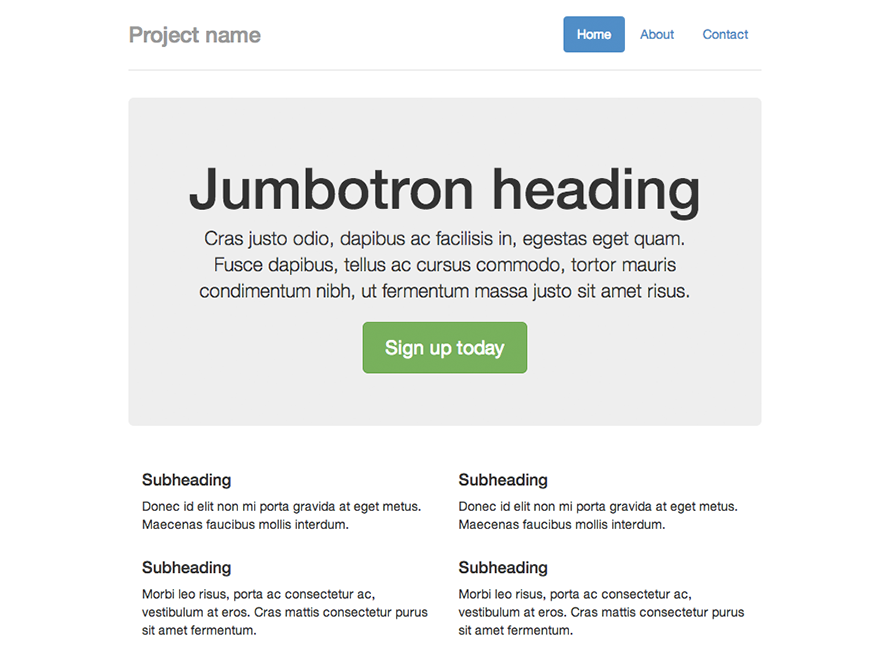 Project name
Home About Contact
Jumbotron heading
Cras justo odio, dapibus ac facilisis in, egestas eget quam.
Fusce dapibus, tellus ac cursus commodo, tortor mauris
condimentum nibh, ut fermentum massa justo sit amet risus.
Sign up today
Subheading
Donec id elit non mi porta gravida at eget metus.
Maecenas faucibus mollis interdum.
Subheading
Morbi leo risus, porta ac consectetur ac,
vestibulum at eros. Cras mattis consectetur purus
sit amet fermentum.
Subheading
Donec id elit non mi porta gravida at eget metus.
Maecenas faucibus mollis interdum.
Subheading
Morbi leo risus, porta ac consectetur ac,
vestibulum at eros. Cras mattis consectetur purus
sit amet fermentum.